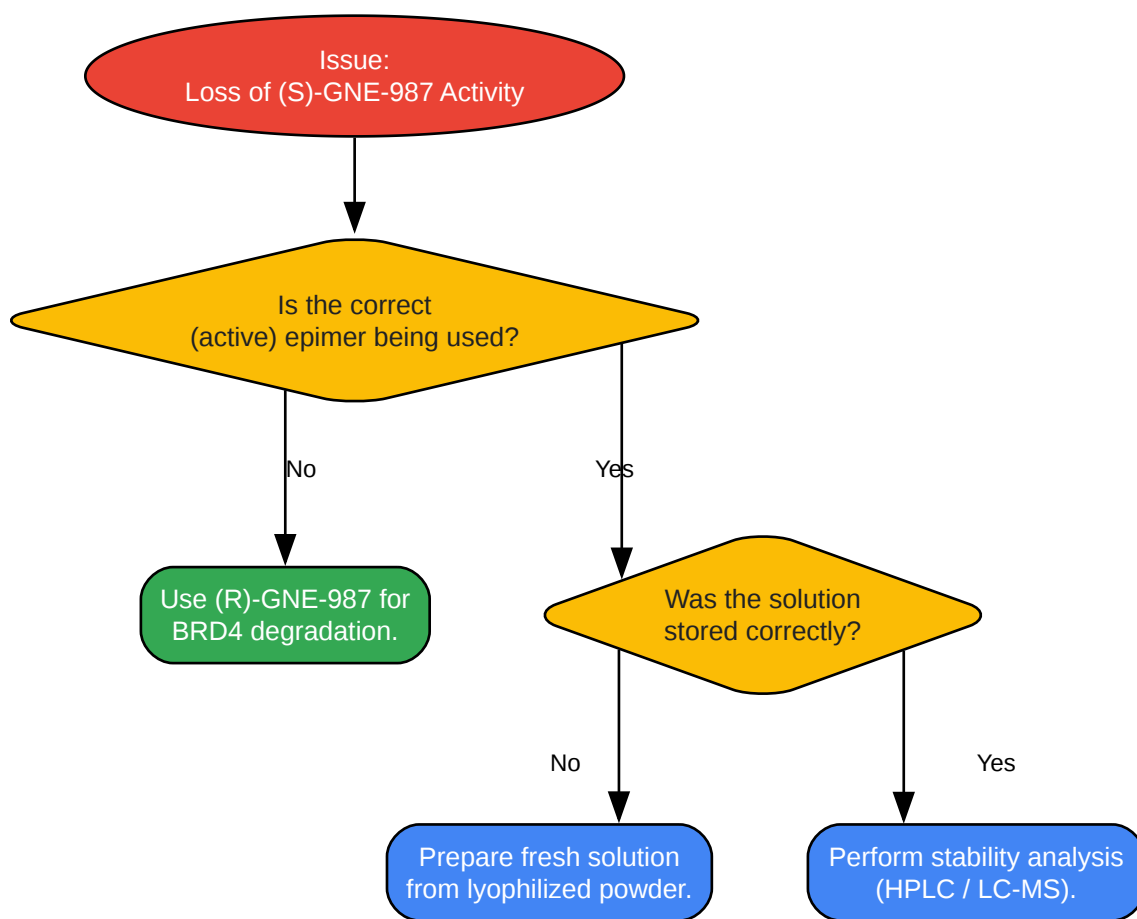 Issue:
Loss of (S)-GNE-987 Activity
Is the correct
(active) epimer being used?
No
Yes
Use (R)-GNE-987 for
BRD4 degradation.
Was the solution
stored correctly?
No
Yes
Prepare fresh solution
from lyophilized powder.
Perform stability analysis
(HPLC / LC-MS).